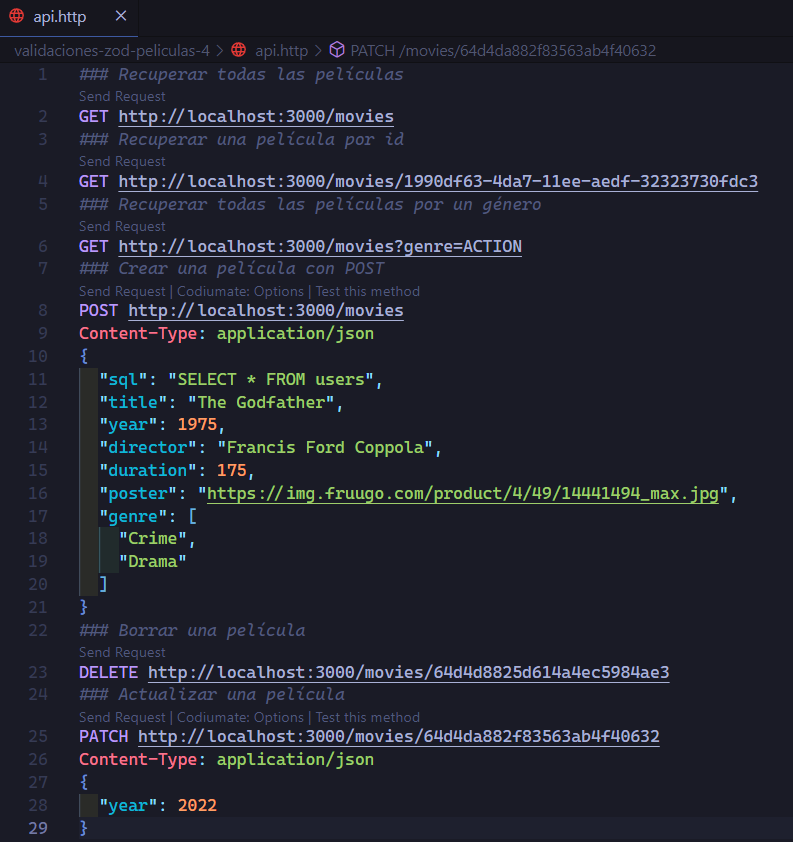 api.http
validaciones-zod-peliculas-4 > api.http > PATCH /movies/64d4da882f83563ab4f40632
1 ### Recuperar todas las películas
Send Request
2 GET http://localhost:3000/movies
3 ### Recuperar una película por id
Send Request
4 GET http://localhost:3000/movies/1990df63-4da7-11ee-aedf-32323730fdc3
5 ### Recuperar todas las películas por un género
Send Request
6 GET http://localhost:3000/movies?genre=ACTION
7 ### Crear una película con POST
Send Request | Codiumate: Options | Test this method
8 POST http://localhost:3000/movies
9 Content-Type: application/json
10 {
11 "sql": "SELECT * FROM users",
12 "title": "The Godfather",
13 "year": 1975,
14 "director": "Francis Ford Coppola",
15 "duration": 175,
16 "poster": "https://img.fruugo.com/product/4/49/14441494_max.jpg",
17 "genre": [
18 "Crime",
19 "Drama"
20 ]
21 }
22 ### Borrar una película
Send Request
23 DELETE http://localhost:3000/movies/64d4d8825d614a4ec5984ae3
24 ### Actualizar una película
Send Request | Codiumate: Options | Test this method
25 PATCH http://localhost:3000/movies/64d4da882f83563ab4f40632
26 Content-Type: application/json
27 {
28 "year": 2022
29 }